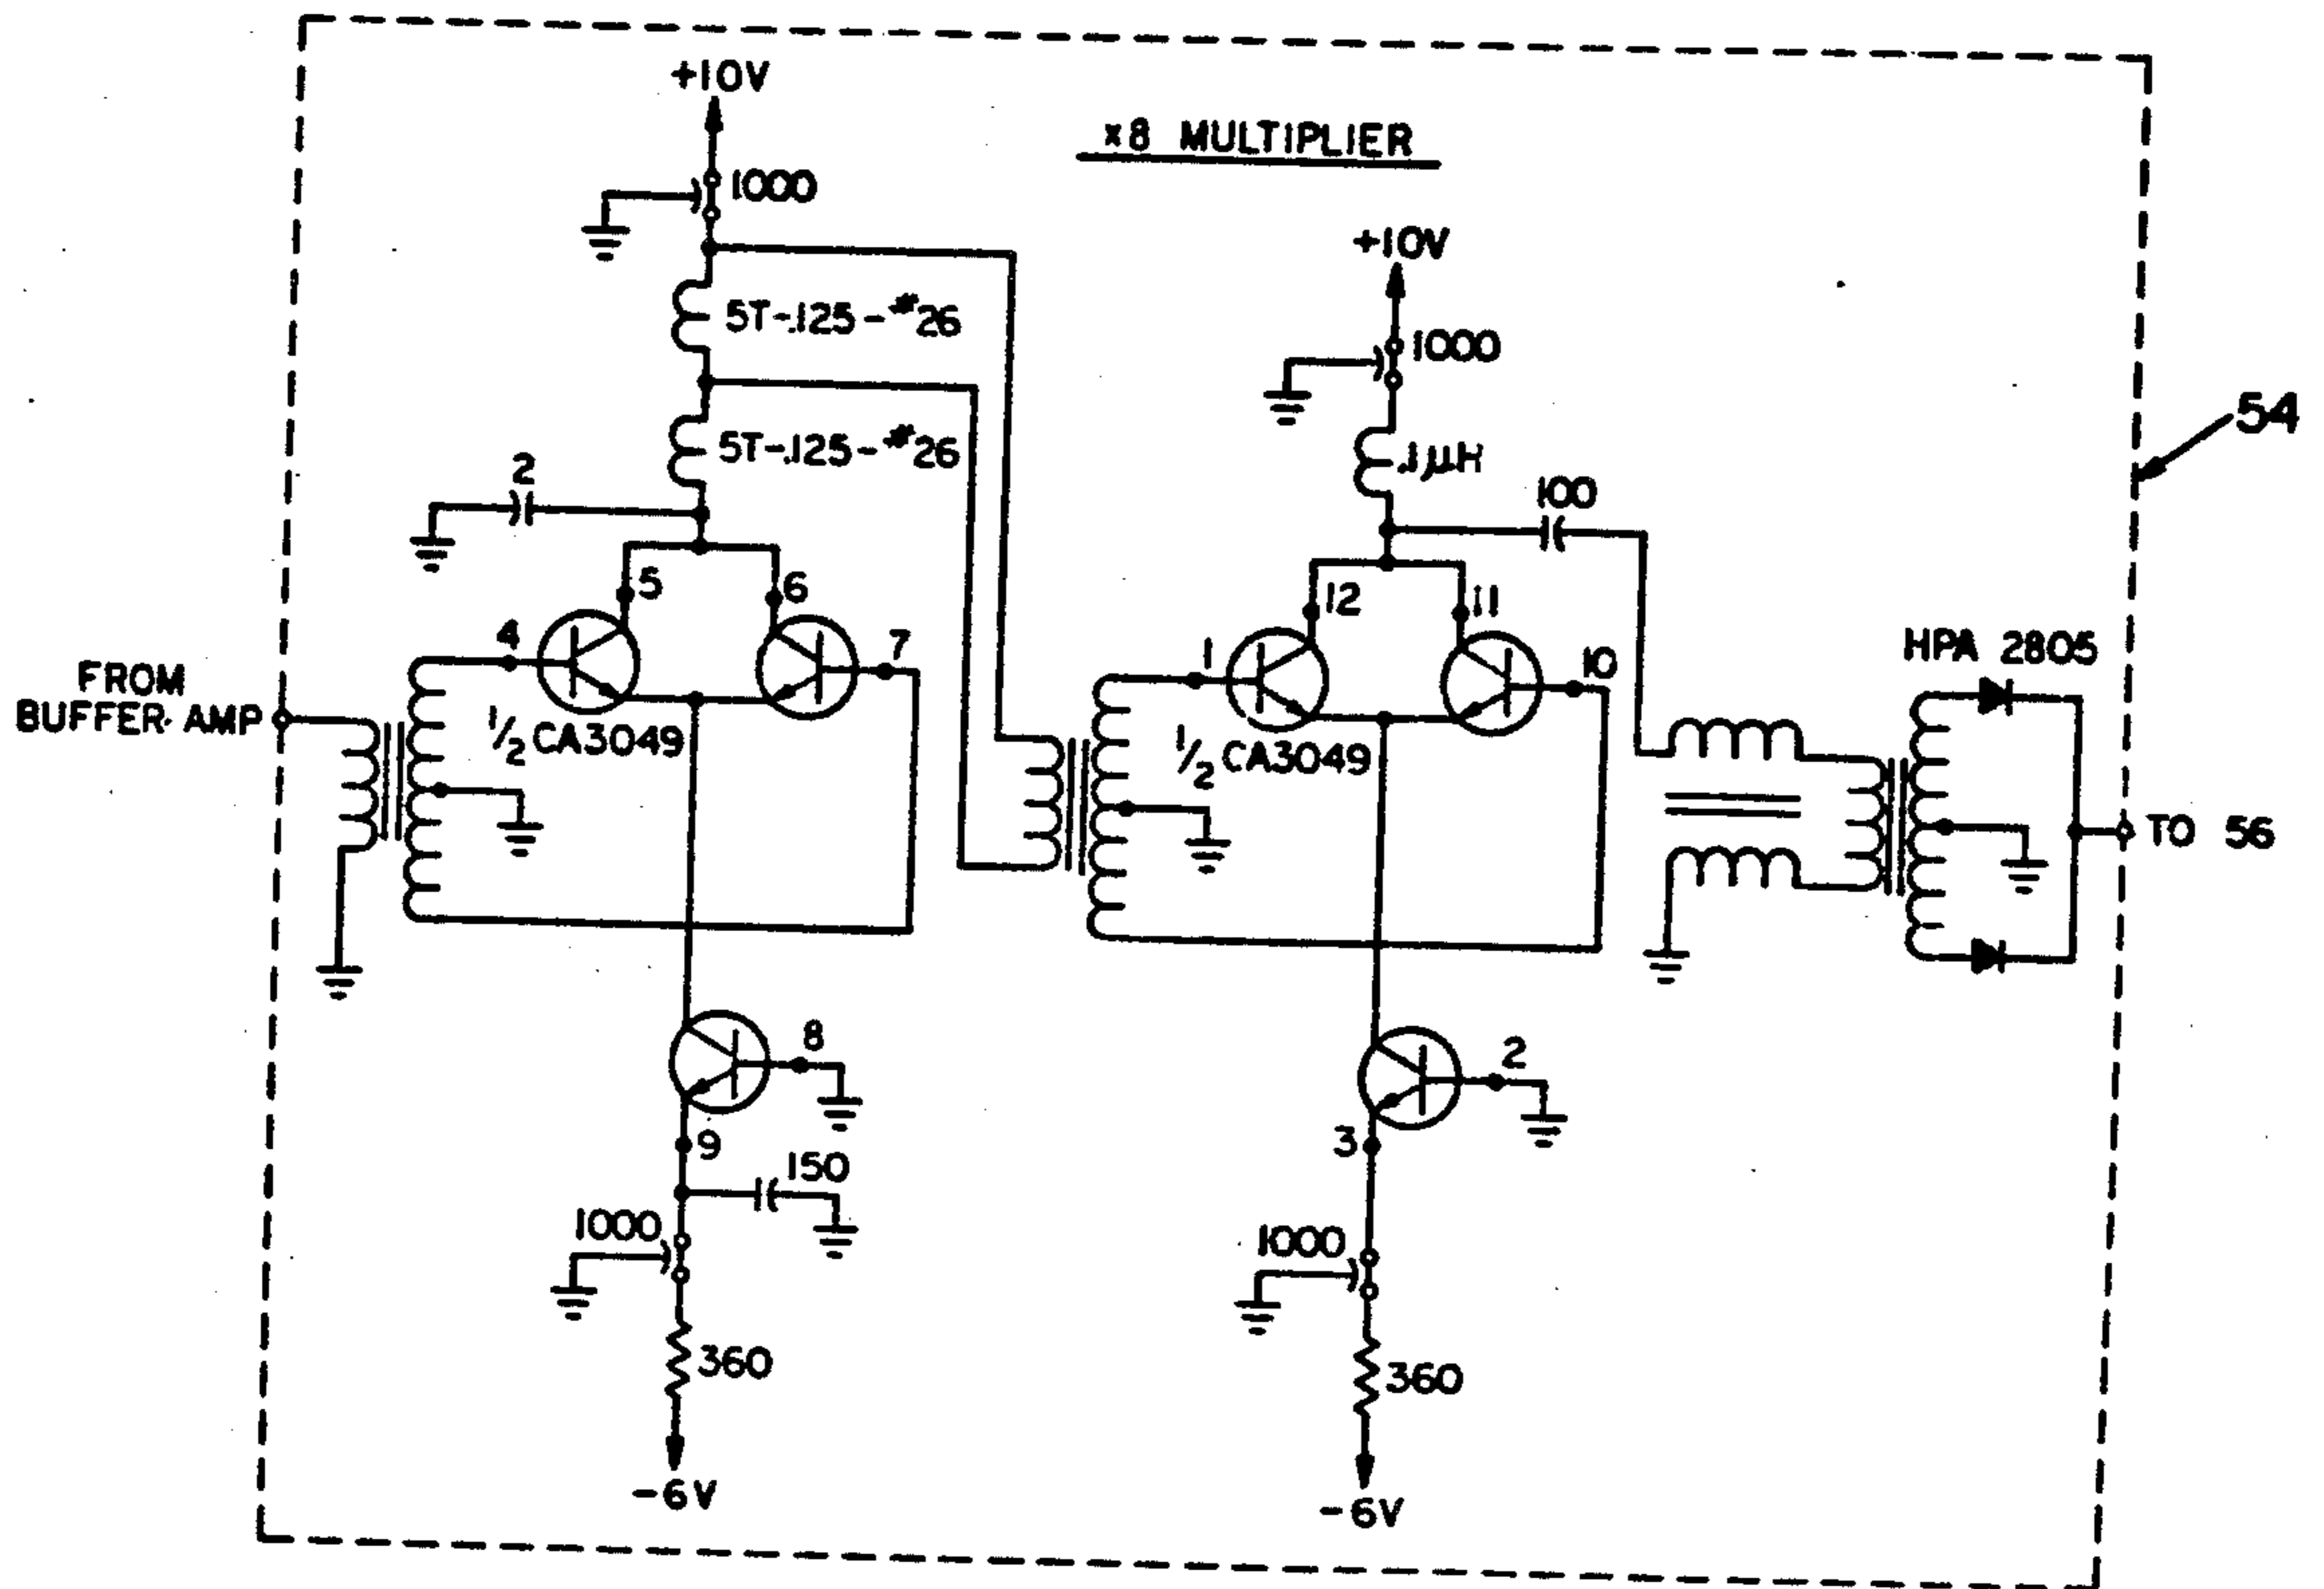 +10V
x8 MULTIPLIER
1000
+10V
5T-.125-#26
1000
54
5T-.125-#26
.1µH
2
100
5
6
12
11
4
7
1
10
HPA 2805
FROM
BUFFER AMP
1/2 CA3049
1/2 CA3049
TO 56
8
2
9
3
150
1000
1000
360
360
-6V
-6V